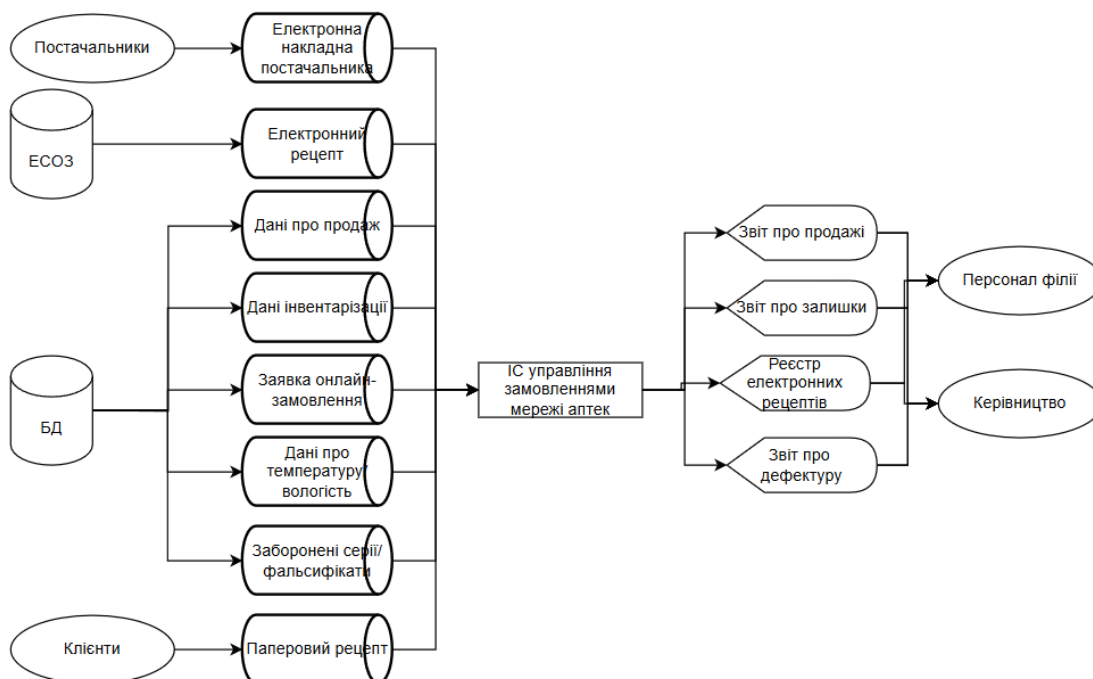 Постачальники
Електронна
накладна
постачальника
ЕСОЗ
Електронний
рецепт
Дані про продаж
Дані інвентарізації
БД
Заявка онлайн-
замовлення
Дані про
температуру/
вологість
Заборонені серії/
фальсифікати
Клієнти
Паперовий рецепт
ІС управління
замовленнями
мережі аптек
Звіт про продажі
Звіт про залишки
Реєстр
електронних
рецептів
Звіт про
дефектуру
Персонал філії
Керівництво